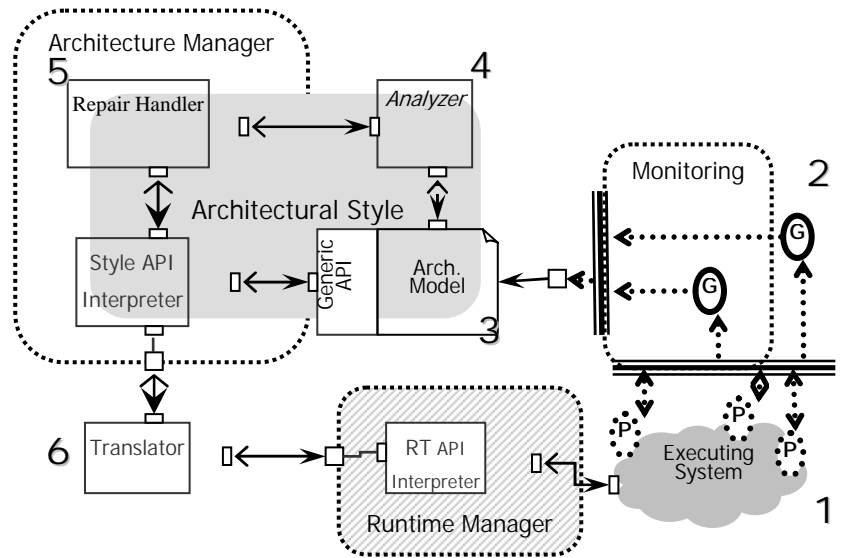 Architecture Manager
5
Repair Handler
4
Analyzer
Monitoring
2
Architectural Style
G
Style API
Interpreter
Generic
API
Arch.
Model
G
3
P
P
P
6
Translator
RT API
Interpreter
Executing
System
1
Runtime Manager